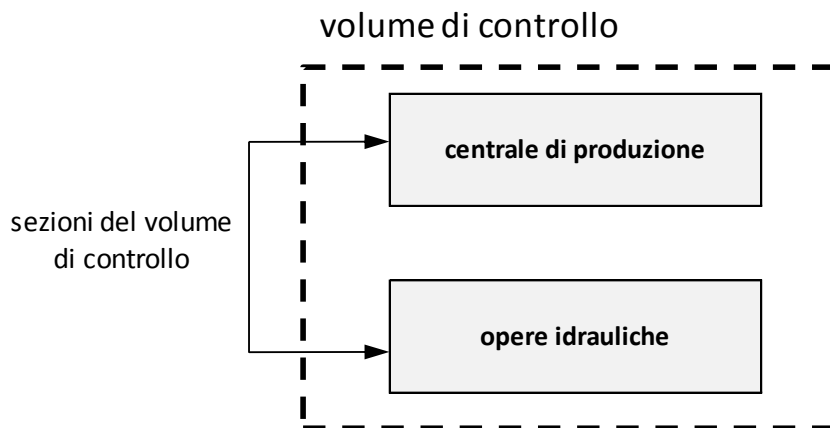 volume di controllo
centrale di produzione
sezioni del volume
di controllo
opere idrauliche